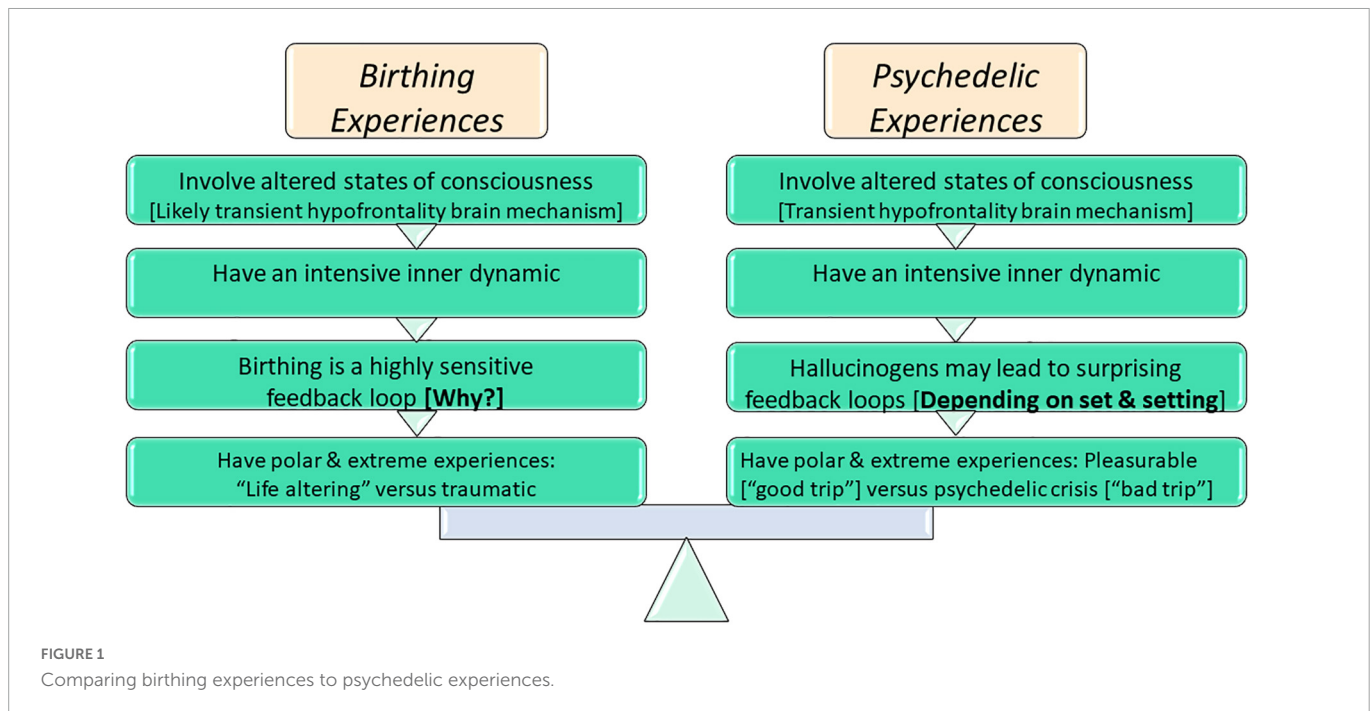 Birthing
Experiences
Involve altered states of consciousness
[Likely transient hypofrontality brain mechanism]
Have an intensive inner dynamic
Birthing is a highly sensitive
feedback loop [Why?]
Have polar & extreme experiences:
“Life altering” versus traumatic
Psychedelic
Experiences
Involve altered states of consciousness
[Transient hypofrontality brain mechanism]
Have an intensive inner dynamic
Hallucinogens may lead to surprising
feedback loops [Depending on set & setting]
Have polar & extreme experiences: Pleasurable
[“good trip”] versus psychedelic crisis [“bad trip”]
FIGURE 1
Comparing birthing experiences to psychedelic experiences.